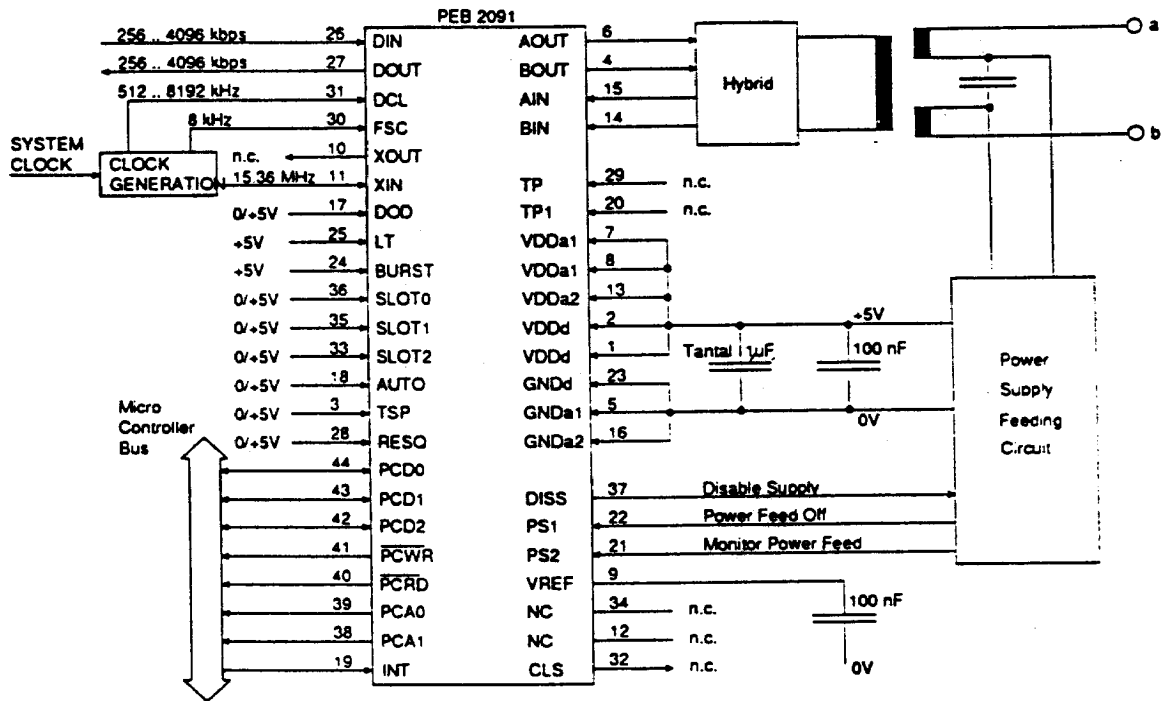 PEB 2091
256 .. 4096 kbps 26 DIN
256 .. 4096 kbps 27 DOUT
512 .. 8192 kHz 31 DCL
8 kHz 30 FSC
SYSTEM
CLOCK
CLOCK
GENERATION
n.c. 10 XOUT
15.36 MHz 11 XIN
0/+5V 17 DOD
+5V 25 LT
+5V 24 BURST
0/+5V 36 SLOT0
0/+5V 35 SLOT1
0/+5V 33 SLOT2
0/+5V 18 AUTO
0/+5V 3 TSP
0/+5V 28 RESQ
Micro
Controller
Bus
44 PCD0
43 PCD1
42 PCD2
41 PCWR
40 PCRD
39 PCA0
38 PCA1
19 INT
AOUT 6
BOUT 4
AIN 15
BIN 14
Hybrid
a
b
TP 29 n.c.
TP1 20 n.c.
VDDa1 7
VDDa1 8
VDDa2 13
VDDd 2
VDDd 1
GNDd 23
GNDa1 5
GNDa2 16
+5V
Tantal 1µF
100 nF
0V
Power
Supply
Feeding
Circuit
DISS 37 Disable Supply
PS1 22 Power Feed Off
PS2 21 Monitor Power Feed
VREF 9
100 nF
0V
NC 34 n.c.
NC 12 n.c.
CLS 32 n.c.